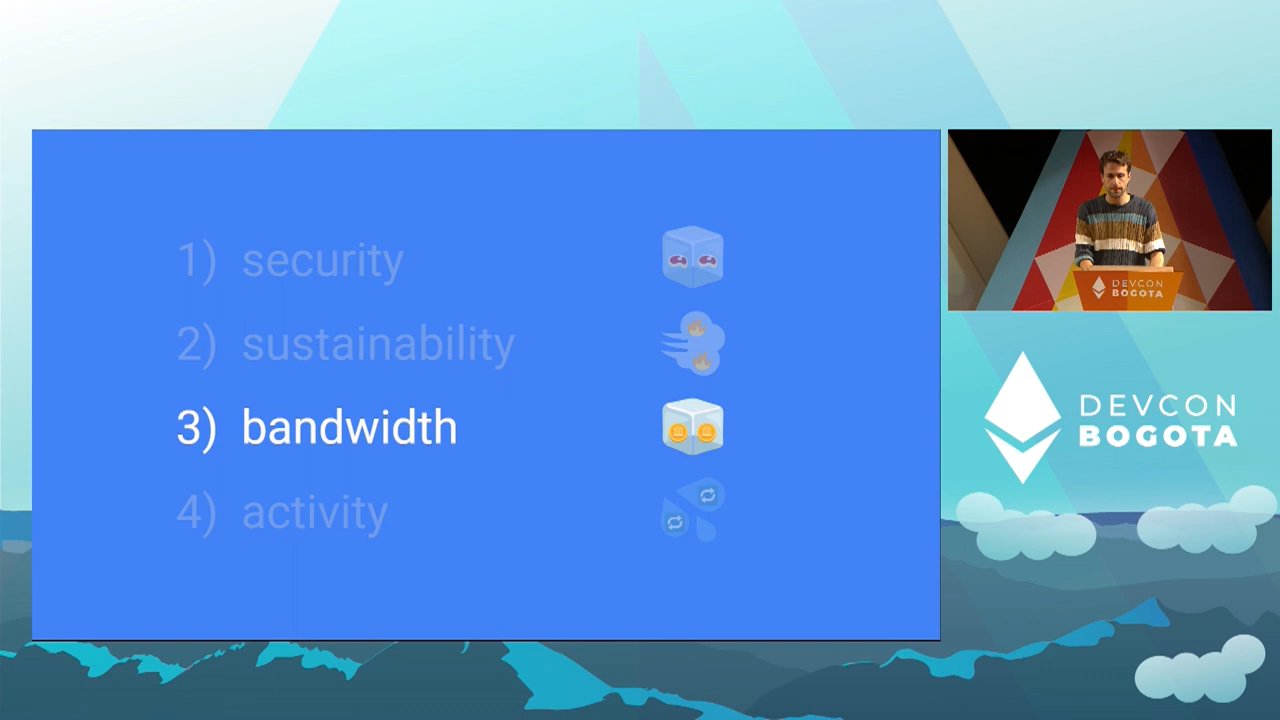 1) security
2) sustainability
3) bandwidth
4) activity
DEVCON
BOGOTA
DEVCON
BOGOTA